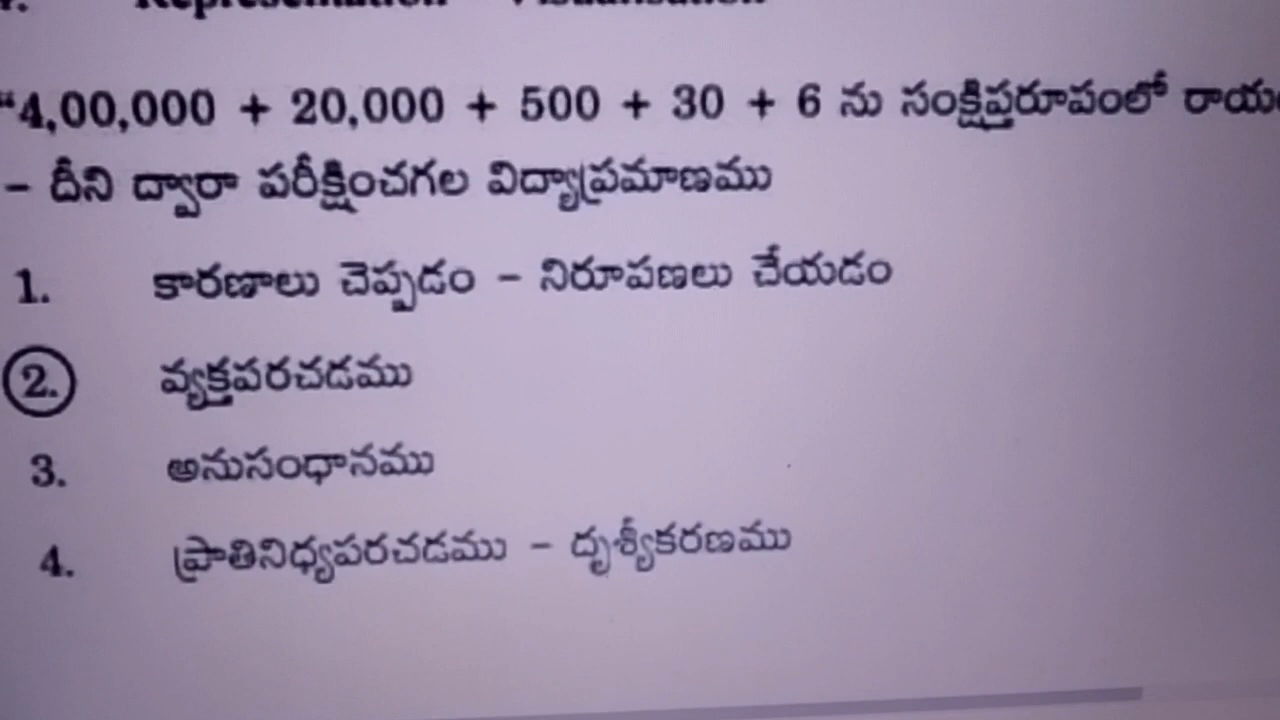 "4,00,000 + 20,000 + 500 + 30 + 6 ను సంక్షిప్తరూపంలో
– దీని ద్వారా పరీక్షించగల విద్యాప్రమాణము
1. కారణాలు చెప్పడం – నిరూపణలు చేయడం
2. వ్యక్తపరచడము
3. అనుసంధానము
4. ప్రాతినిధ్యపరచడము – దృశ్యీకరణము